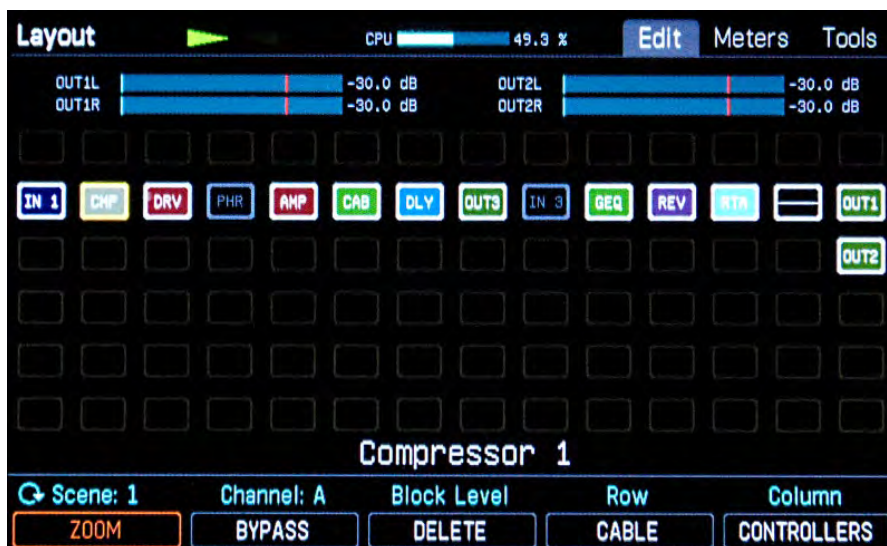 Layout CPU 49.3 % Edit Meters Tools
OUT1L -30.0 dB OUT2L -30.0 dB
OUT1R -30.0 dB OUT2R -30.0 dB
IN 1 CMP DRV PHR AMP CAB DLY OUT3 IN 3 GEQ REV RTA OUT1
OUT2
Compressor 1
Scene: 1 Channel: A Block Level Row Column
ZOOM BYPASS DELETE CABLE CONTROLLERS